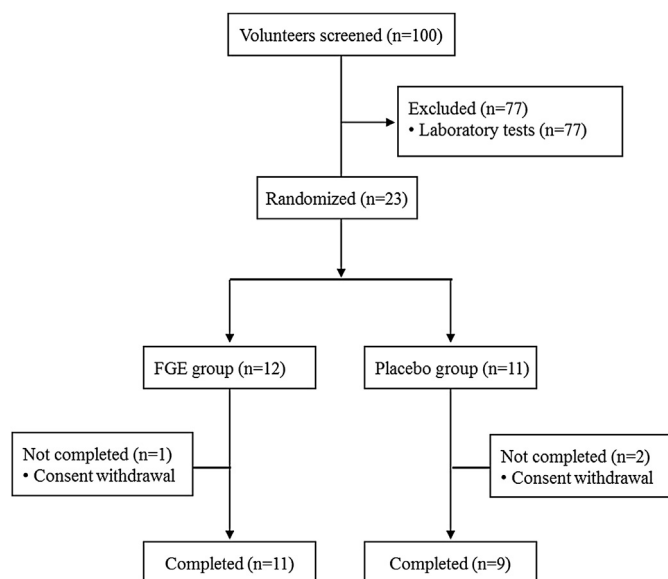 Volunteers screened (n=100)
Excluded (n=77)
• Laboratory tests (n=77)
Randomized (n=23)
FGE group (n=12)
Placebo group (n=11)
Not completed (n=1)
• Consent withdrawal
Not completed (n=2)
• Consent withdrawal
Completed (n=11)
Completed (n=9)